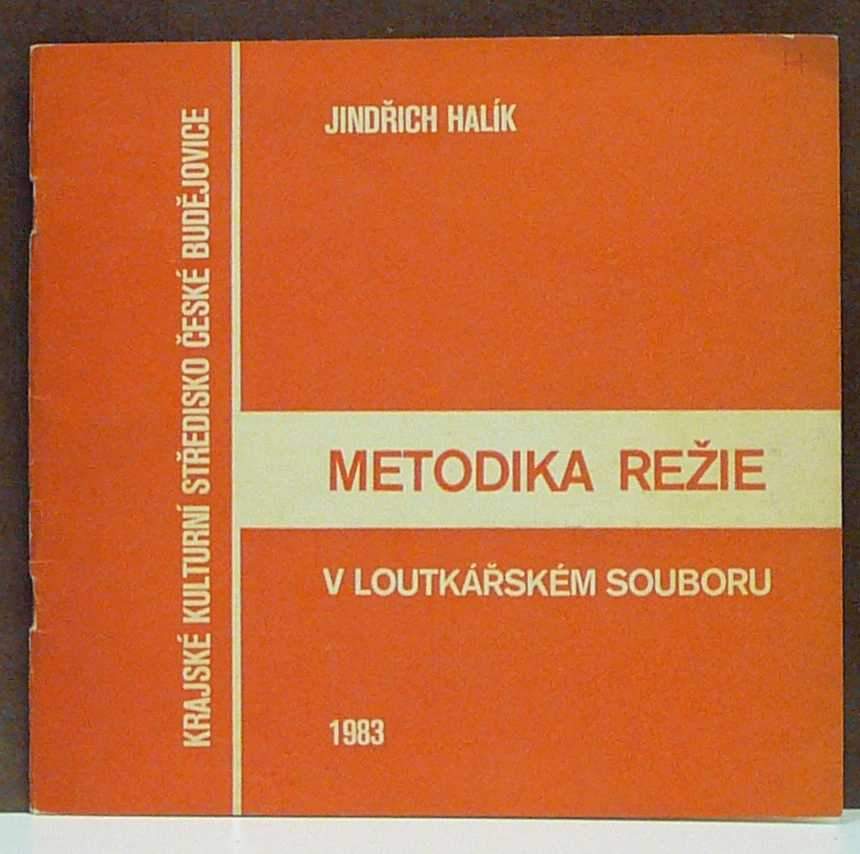 KRAJSKÉ KULTURNÍ STŘEDISKO ČESKÉ BUDĚJOVICE
JINDŘICH HALÍK
METODIKA REŽIE
V LOUTKÁŘSKÉM SOUBORU
1983
H